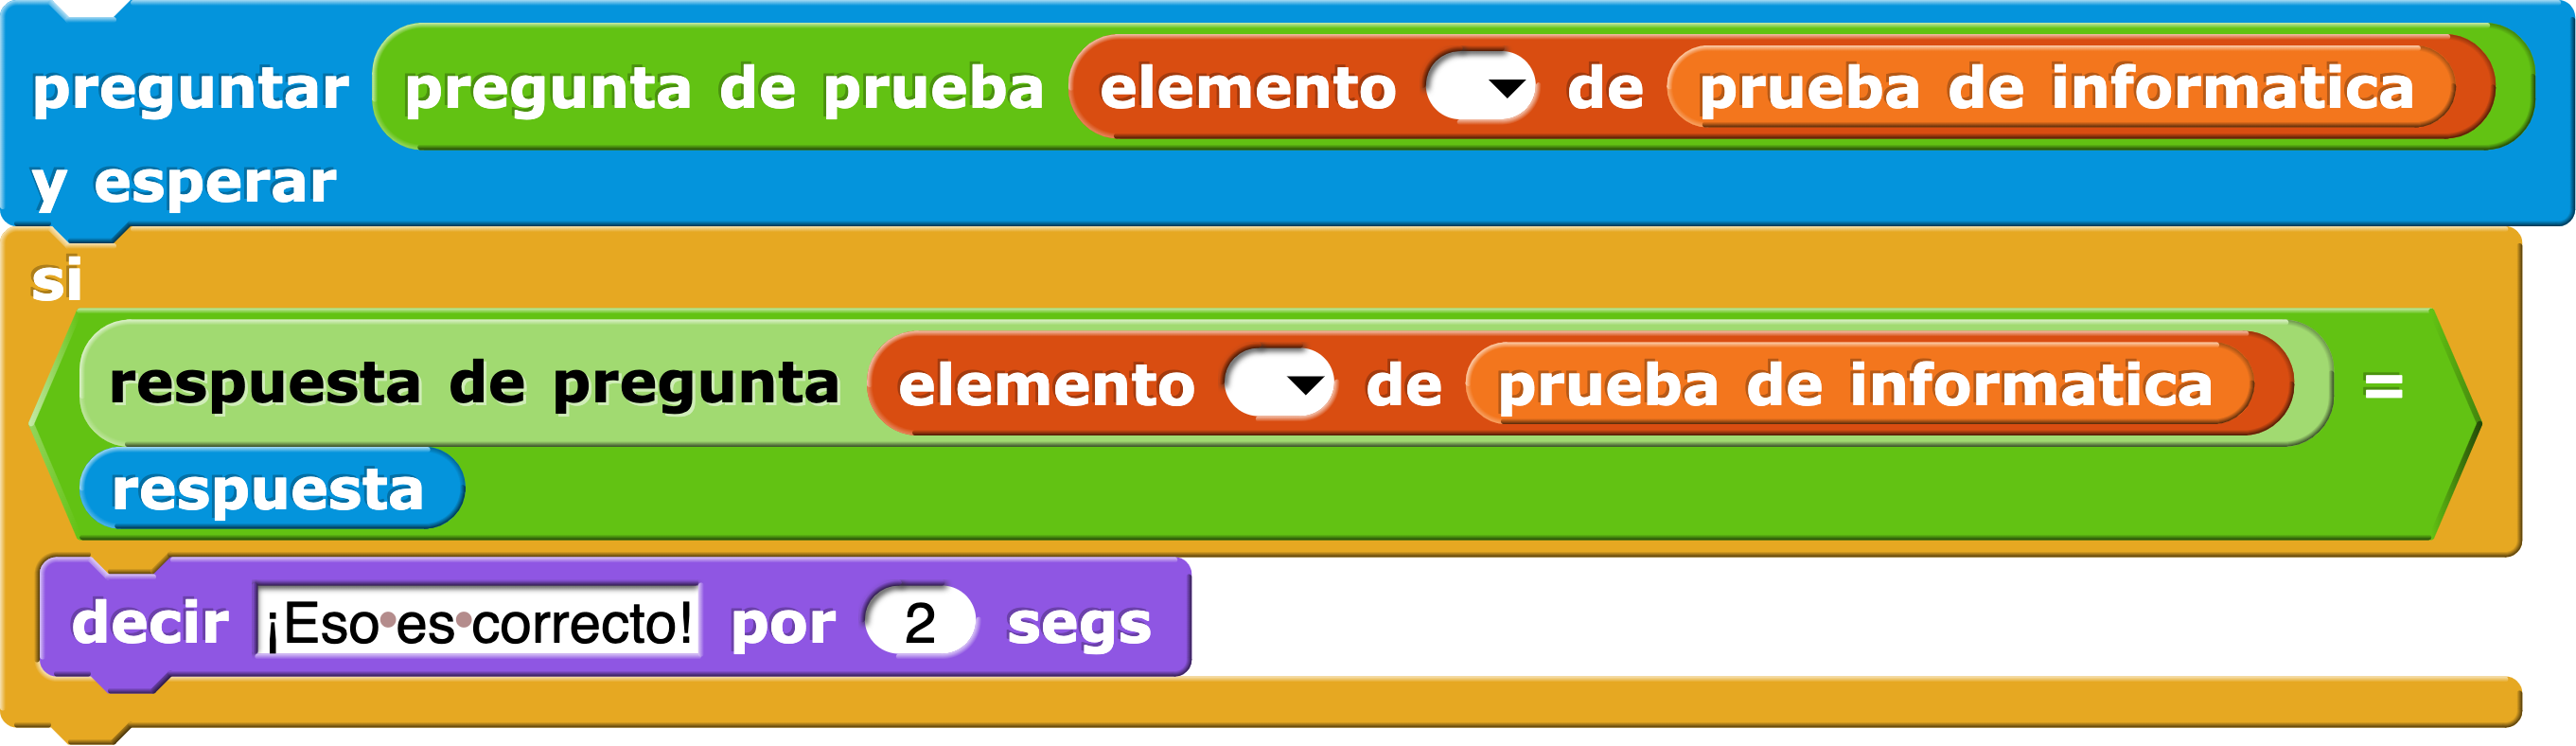 preguntar pregunta de prueba elemento de prueba de informatica
y esperar
si
respuesta de pregunta elemento de prueba de informatica =
respuesta
decir ¡Eso es correcto! por 2 segs